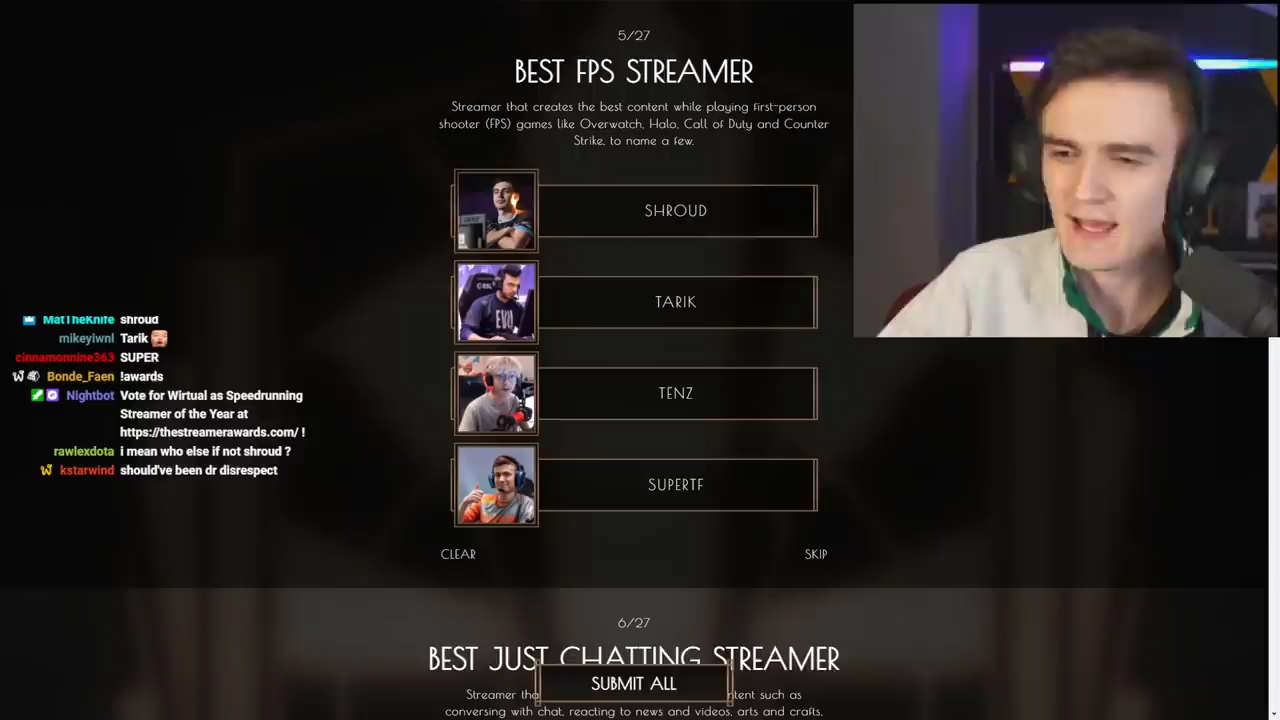 5/27
BEST FPS STREAMER
Streamer that creates the best content while playing first-person
shooter (FPS) games like Overwatch, Halo, Call of Duty and Counter
Strike, to name a few.
SHROUD
TARIK
TENZ
SUPERTF
CLEAR
SKIP
MatTheKnife shroud
mikeylwnl Tarik
cinnamonnine363 SUPER
Bonde_Faen !awards
Nightbot Vote for Wirtual as Speedrunning
Streamer of the Year at
https://thestreamerawards.com/ !
rawlexdota i mean who else if not shroud ?
kstarwind should've been dr disrespect
6/27
BEST JUST CHATTING STREAMER
SUBMIT ALL
Streamer tha ntent such as
conversing with chat, reacting to news and videos, arts and crafts,